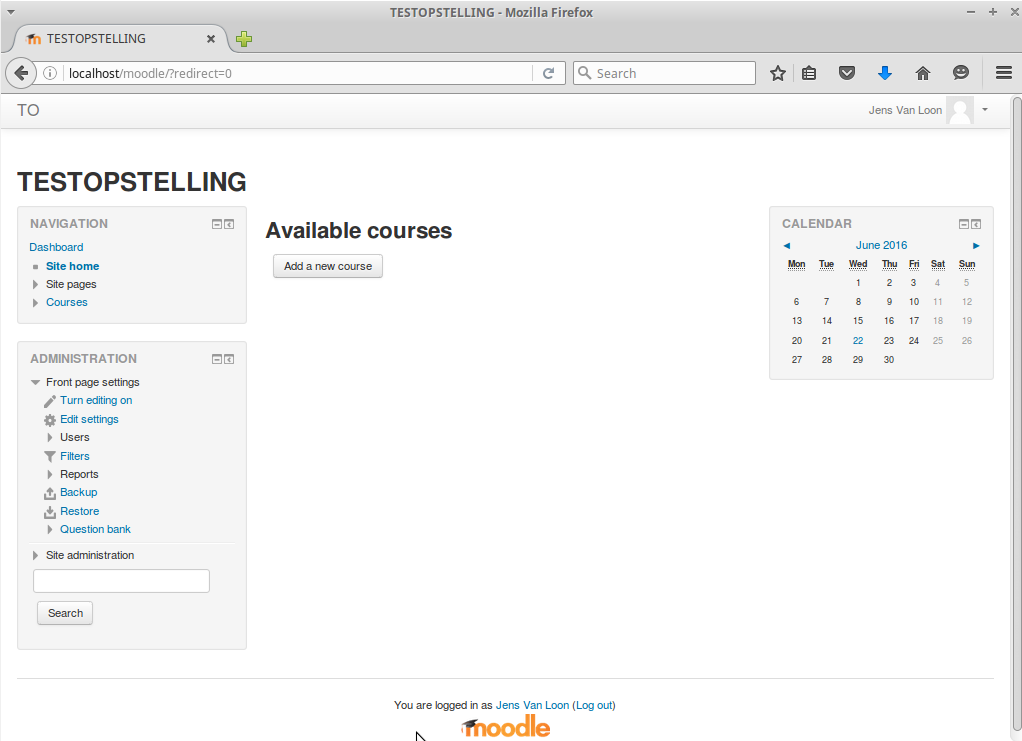 TESTOPSTELLING - Mozilla Firefox
TESTOPSTELLING
localhost/moodle/?redirect=0
Search
TO
Jens Van Loon
TESTOPSTELLING
NAVIGATION
Dashboard
Site home
Site pages
Courses
ADMINISTRATION
Front page settings
Turn editing on
Edit settings
Users
Filters
Reports
Backup
Restore
Question bank
Site administration
Search
Available courses
Add a new course
CALENDAR
◄ June 2016 ►
Mon Tue Wed Thu Fri Sat Sun
1 2 3 4 5
6 7 8 9 10 11 12
13 14 15 16 17 18 19
20 21 22 23 24 25 26
27 28 29 30
You are logged in as Jens Van Loon (Log out)
moodle